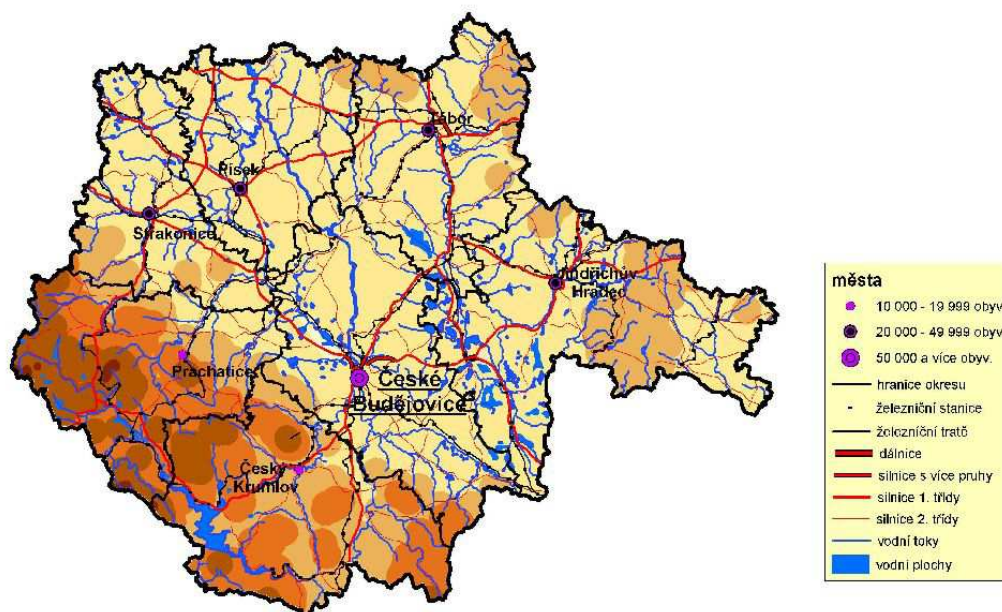 Tábor
Písek
Strakonice
Jindřichův
Hradec
Prachatice
České
Budějovice
Český
Krumlov
města
10 000 - 19 999 obyv.
20 000 - 49 999 obyv.
50 000 a více obyv.
hranice okresu
železniční stanice
železniční tratě
dálnice
silnice s více pruhy
silnice 1. třídy
silnice 2. třídy
vodní toky
vodní plochy